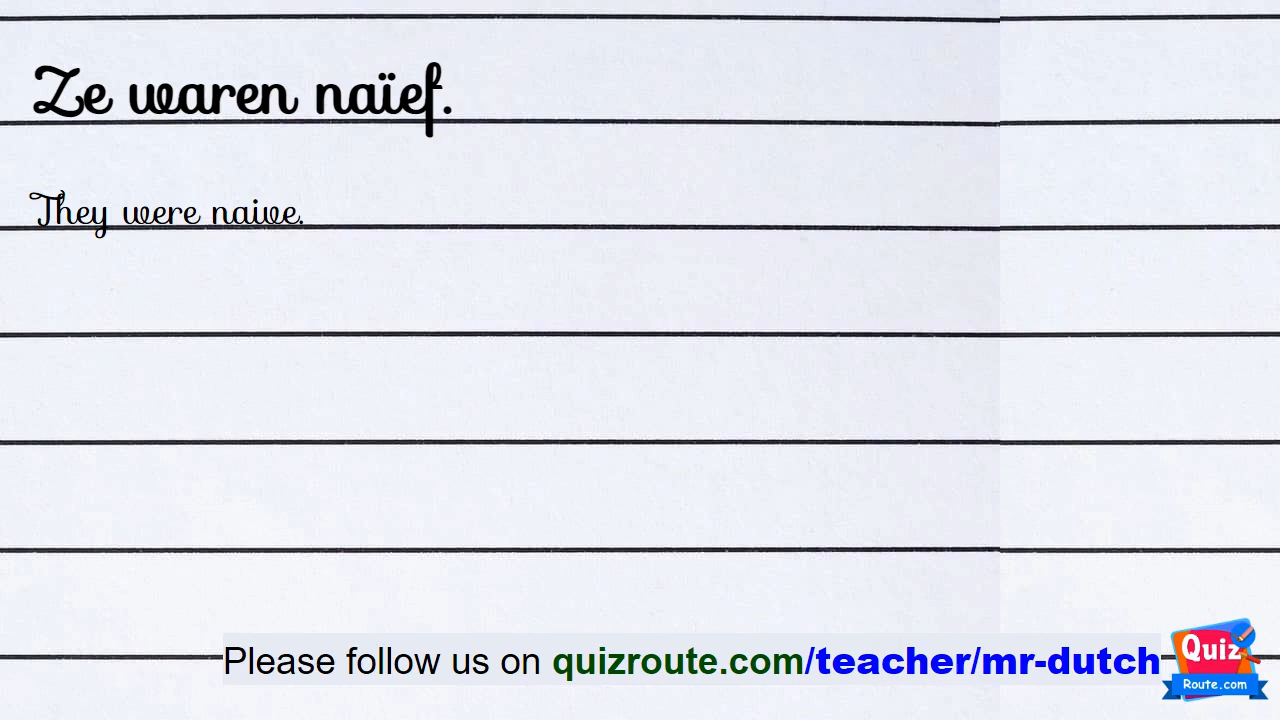 Ze waren naïef.
They were naive.
Please follow us on quizroute.com/teacher/mr-dutch
Quiz
Route.com